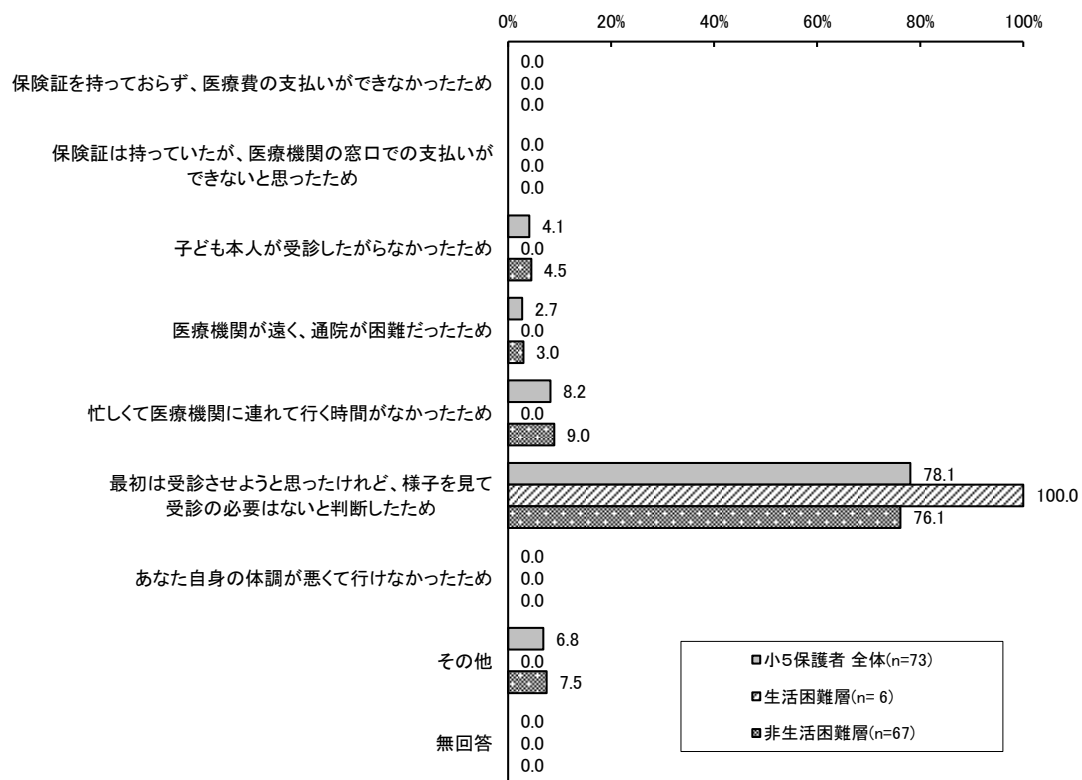 0%
20%
40%
60%
80%
100%
保険証を持っておらず、医療費の支払いができなかったため
0.0
0.0
0.0
保険証は持っていたが、医療機関の窓口での支払いが
できないと思ったため
0.0
0.0
0.0
子ども本人が受診したがらなかったため
4.1
0.0
4.5
医療機関が遠く、通院が困難だったため
2.7
0.0
3.0
忙しくて医療機関に連れて行く時間がなかったため
8.2
0.0
9.0
最初は受診させようと思ったけれど、様子を見て
受診の必要はないと判断したため
78.1
100.0
76.1
あなた自身の体調が悪くて行けなかったため
0.0
0.0
0.0
その他
6.8
0.0
7.5
無回答
0.0
0.0
0.0
小5保護者 全体(n=73)
生活困難層(n= 6)
非生活困難層(n=67)